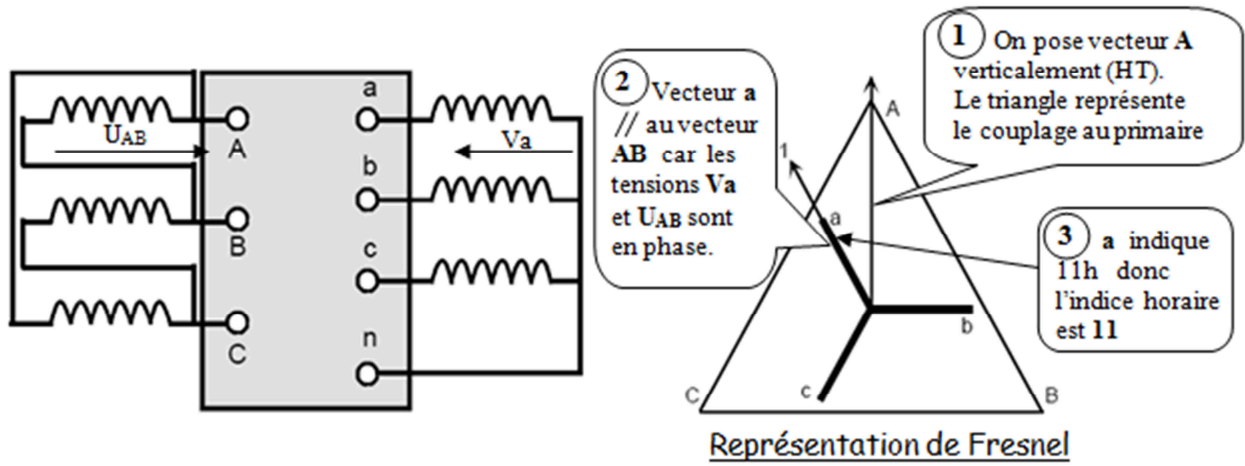 U_AB
A
B
C
a
b
c
n
Va
2 Vecteur a
// au vecteur
AB car les
tensions Va
et U_AB sont
en phase.
1 On pose vecteur A
verticalement (HT).
Le triangle représente
le couplage au primaire
3 a indique
11h donc
l'indice horaire
est 11
A
1
a
b
c
C
B
Représentation de Fresnel